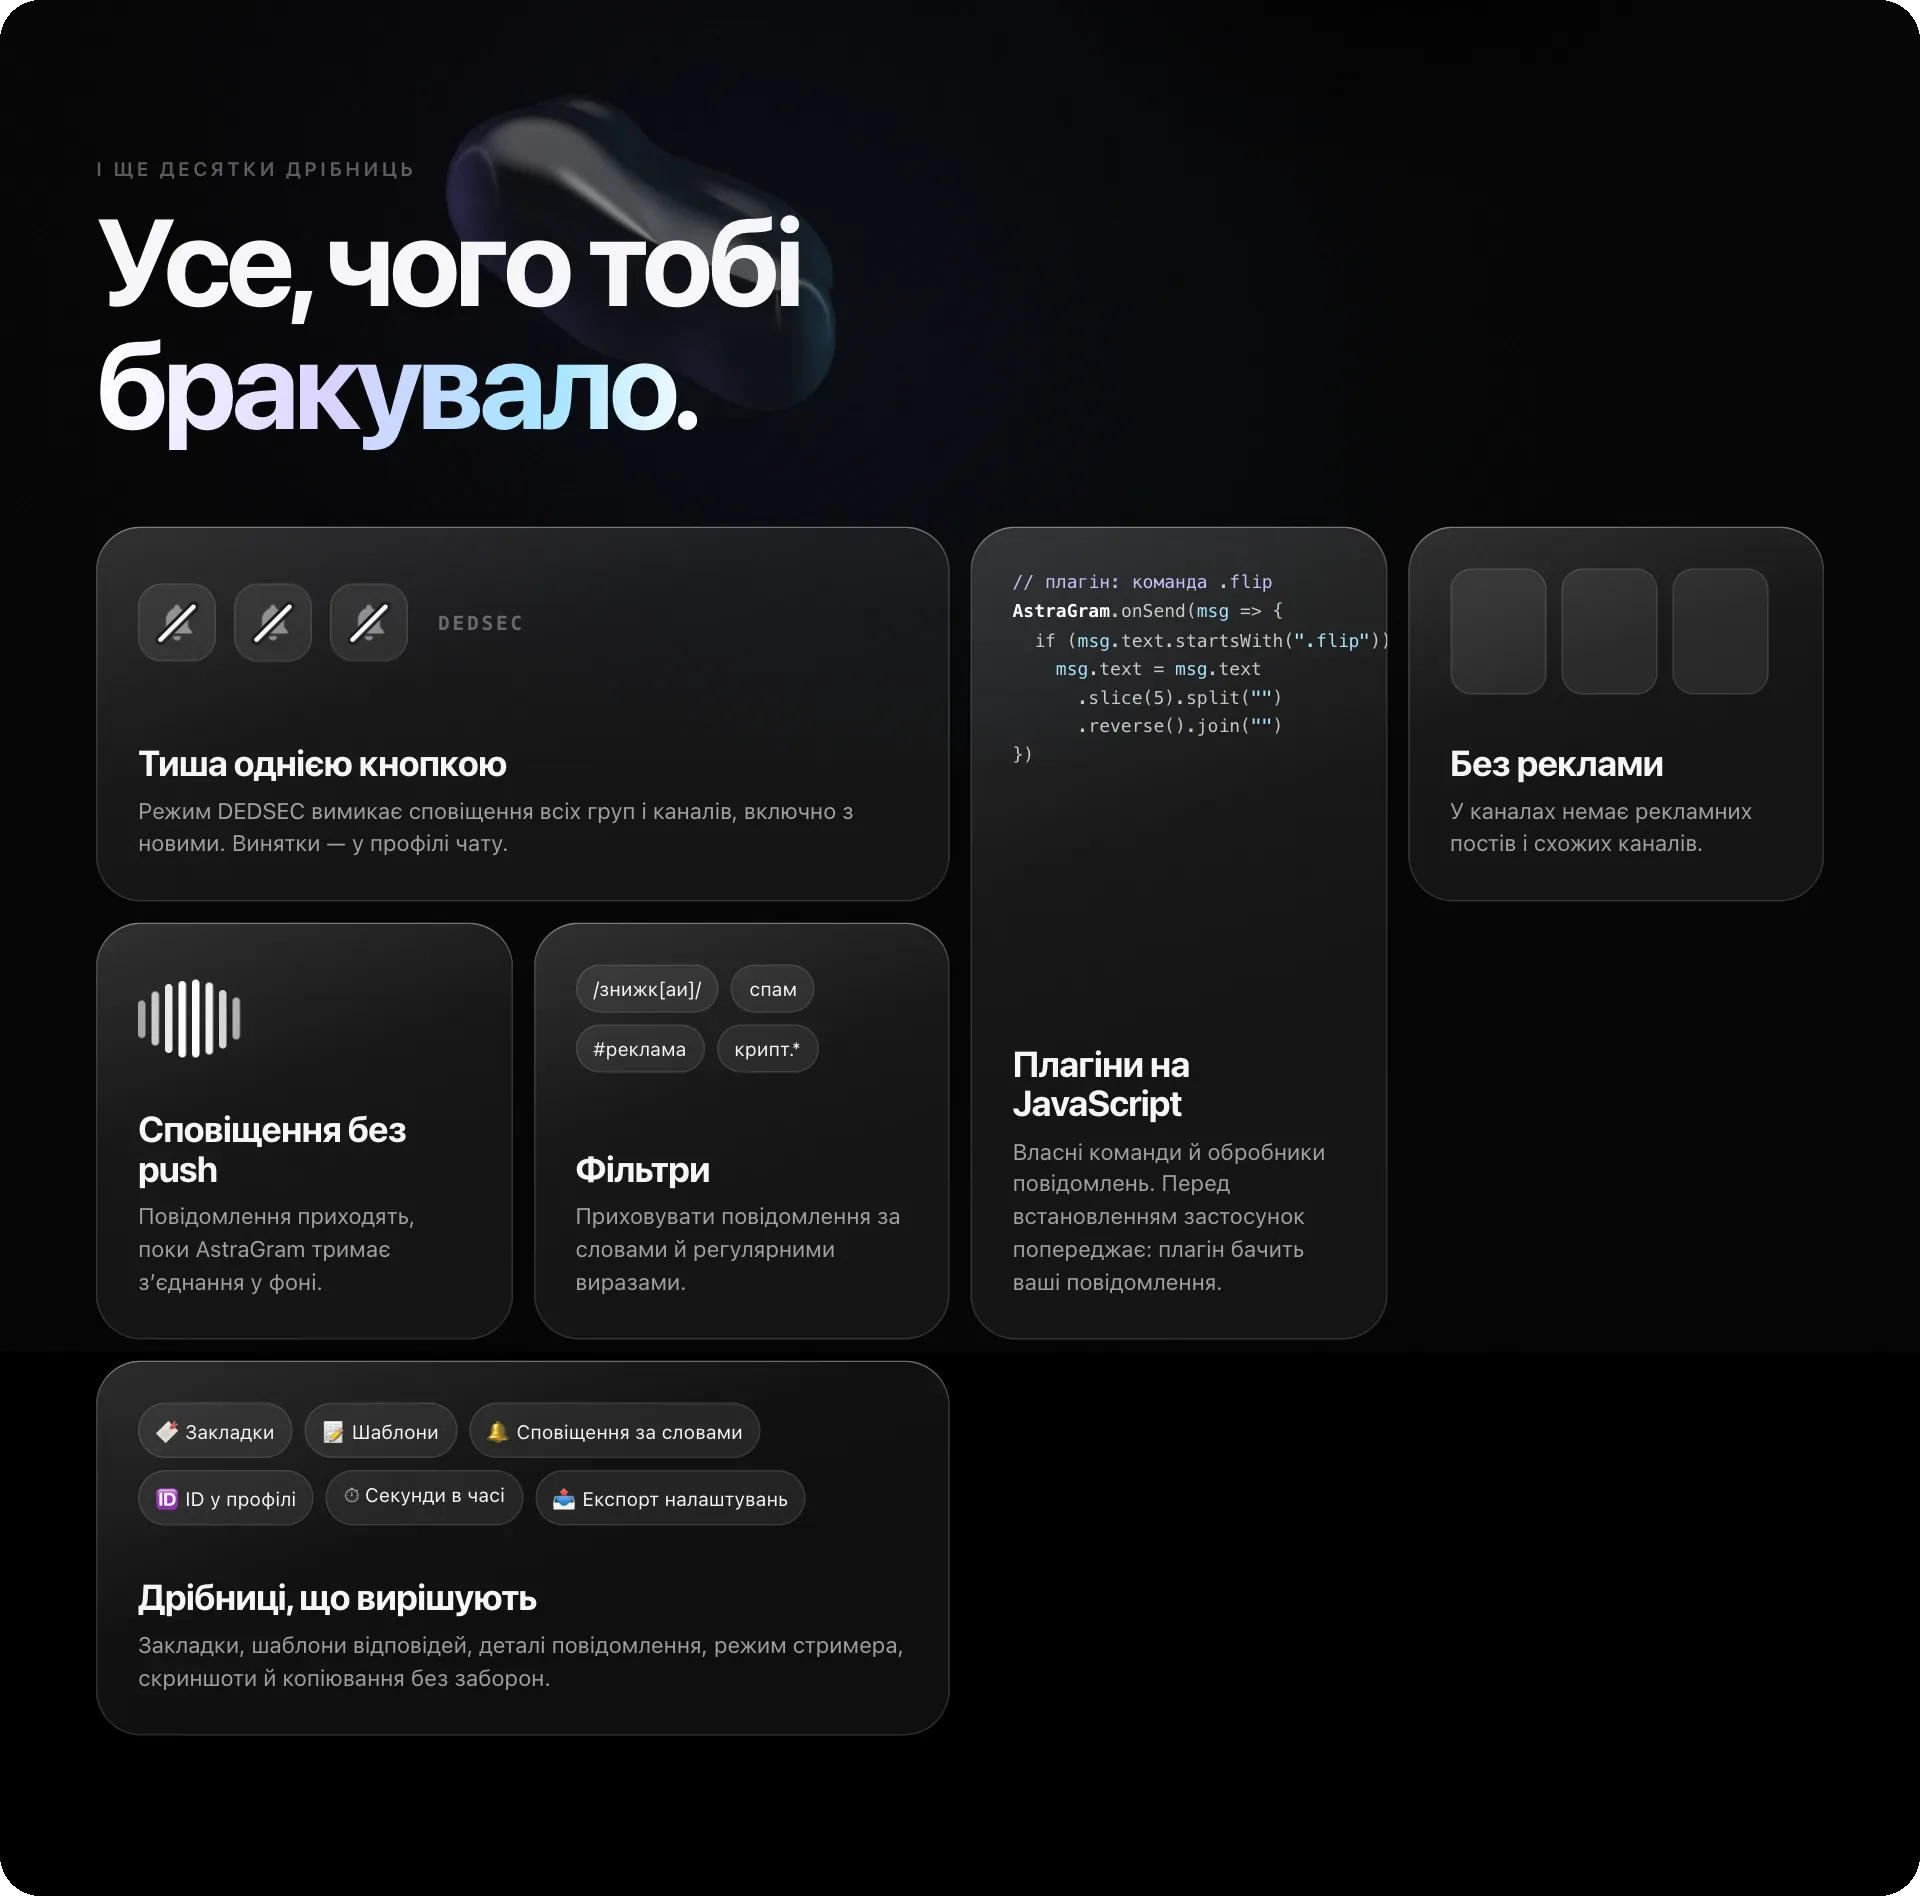 І ЩЕ ДЕСЯТКИ ДРІБНИЦЬ
Усе, чого тобі
бракувало.
DEDSEC
Тиша однією кнопкою
Режим DEDSEC вимикає сповіщення всіх груп і каналів, включно з
новими. Винятки — у профілі чату.
// плагін: команда .flip
AstraGram.onSend(msg => {
if (msg.text.startsWith(".flip"))
msg.text = msg.text
.slice(5).split("")
.reverse().join("")
})
Плагіни на
JavaScript
Власні команди й обробники
повідомлень. Перед
встановленням застосунок
попереджає: плагін бачить
ваші повідомлення.
Без реклами
У каналах немає рекламних
постів і схожих каналів.
Сповіщення без
push
Повідомлення приходять,
поки AstraGram тримає
з’єднання у фоні.
/знижк[аи]/ спам
#реклама крипт.*
Фільтри
Приховувати повідомлення за
словами й регулярними
виразами.
Закладки Шаблони Сповіщення за словами
🆔 ID у профілі Секунди в часі Експорт налаштувань
Дрібниці, що вирішують
Закладки, шаблони відповідей, деталі повідомлення, режим стримера,
скриншоти й копіювання без заборон.